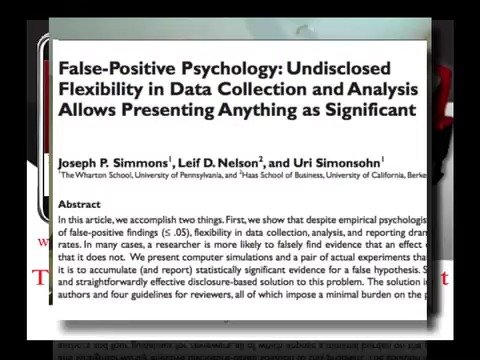 False-Positive Psychology: Undisclosed
Flexibility in Data Collection and Analysis
Allows Presenting Anything as Significant
Joseph P. Simmons1, Leif D. Nelson2, and Uri Simonsohn1
1The Wharton School, University of Pennsylvania, and 2Haas School of Business, University of California, Berke
Abstract
In this article, we accomplish two things. First, we show that despite empirical psychologis
of false-positive findings (≤ .05), flexibility in data collection, analysis, and reporting dran
rates. In many cases, a researcher is more likely to falsely find evidence that an effect e
that it does not. We present computer simulations and a pair of actual experiments that
it is to accumulate (and report) statistically significant evidence for a false hypothesis. S
and straightforwardly effective disclosure-based solution to this problem. The solution in
authors and four guidelines for reviewers, all of which impose a minimal burden on the p
w
T
t